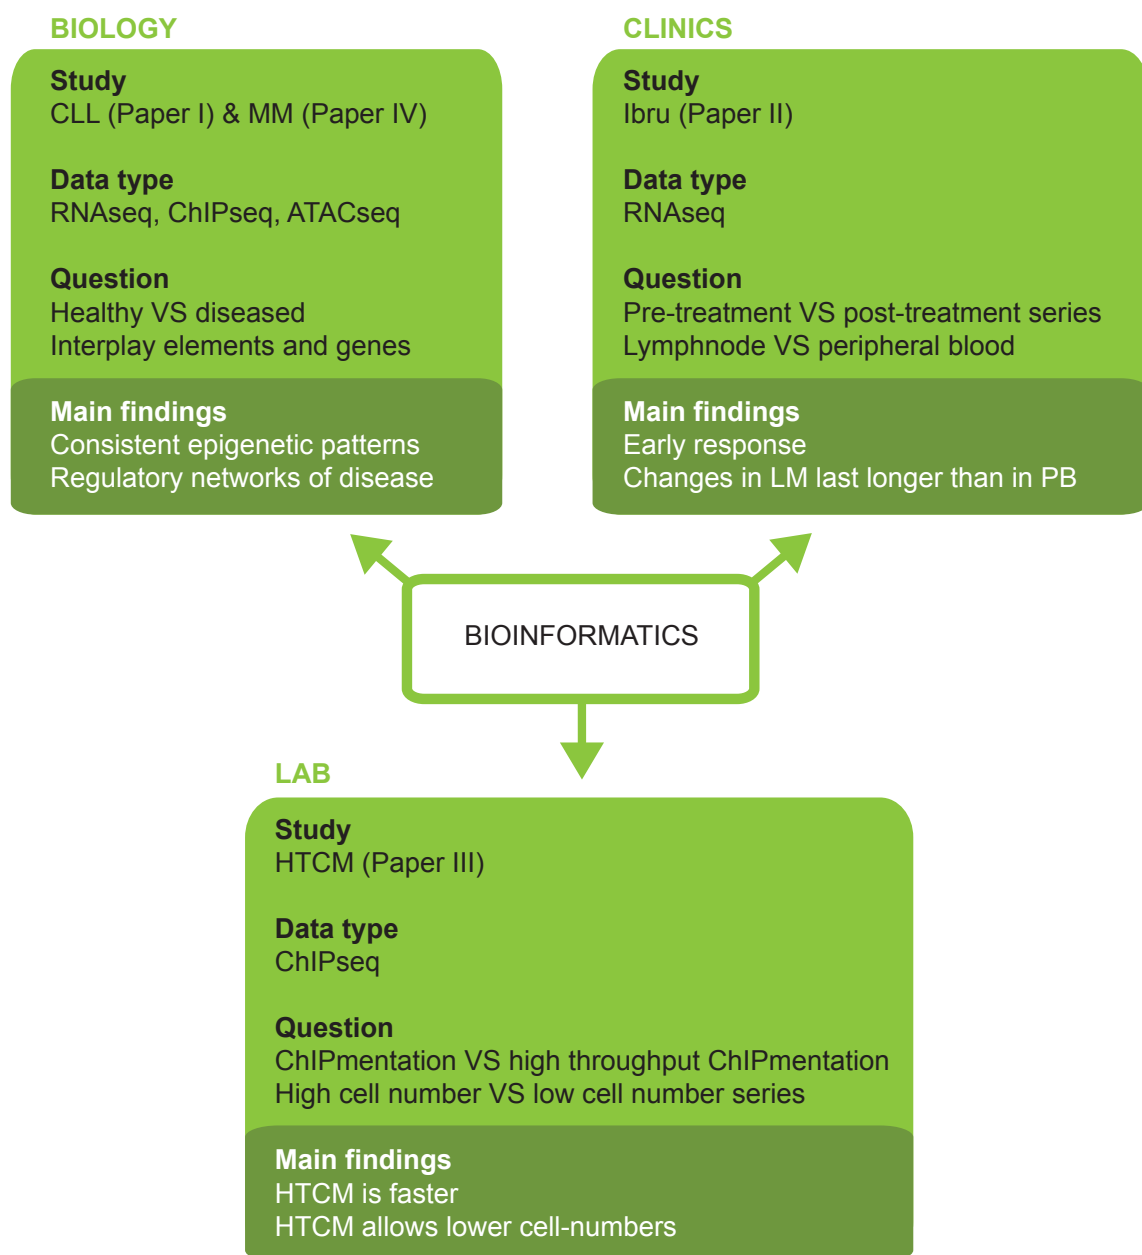 BIOLOGY
Study
CLL (Paper I) & MM (Paper IV)
Data type
RNAseq, ChIPseq, ATACseq
Question
Healthy VS diseased
Interplay elements and genes
Main findings
Consistent epigenetic patterns
Regulatory networks of disease
CLINICS
Study
Ibru (Paper II)
Data type
RNAseq
Question
Pre-treatment VS post-treatment series
Lymphnode VS peripheral blood
Main findings
Early response
Changes in LM last longer than in PB
BIOINFORMATICS
LAB
Study
HTCM (Paper III)
Data type
ChIPseq
Question
ChIPmentation VS high throughput ChIPmentation
High cell number VS low cell number series
Main findings
HTCM is faster
HTCM allows lower cell-numbers